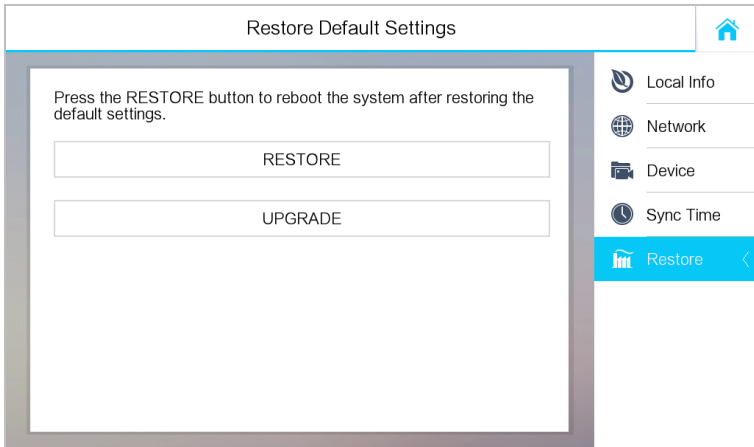 Restore Default Settings
Press the RESTORE button to reboot the system after restoring the
default settings.
RESTORE
UPGRADE
Local Info
Network
Device
Sync Time
Restore